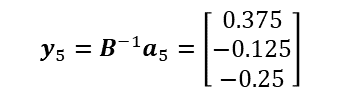 y₅ = B⁻¹a₅ = [0.375
-0.125
-0.25]